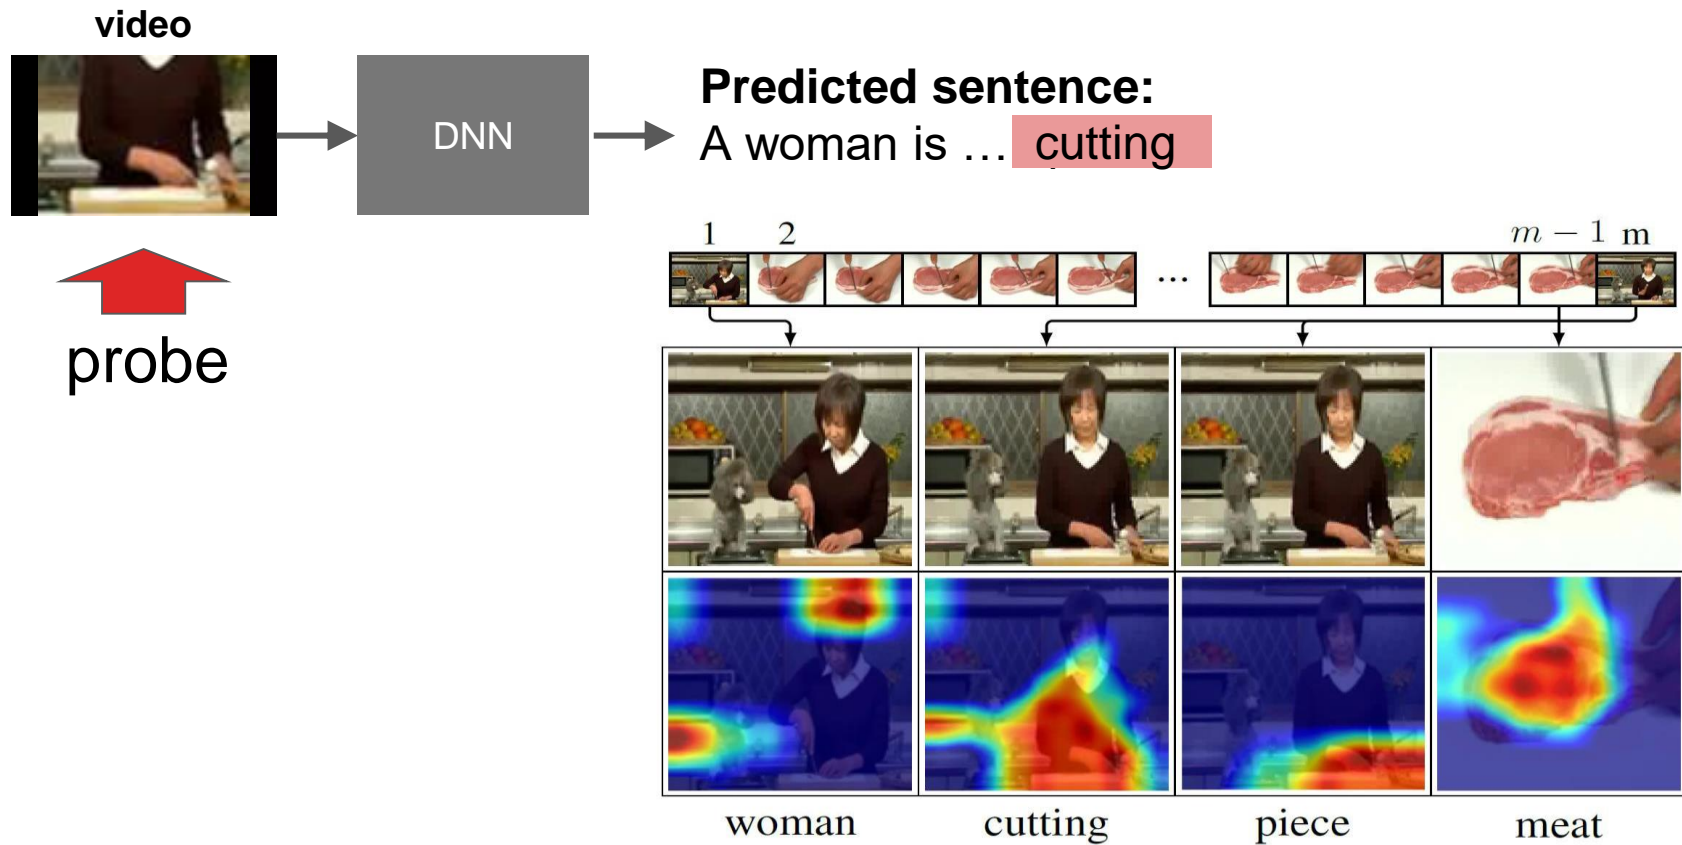 video
DNN
Predicted sentence:
A woman is … cutting
probe
1 2 m − 1 m
...
woman cutting piece meat